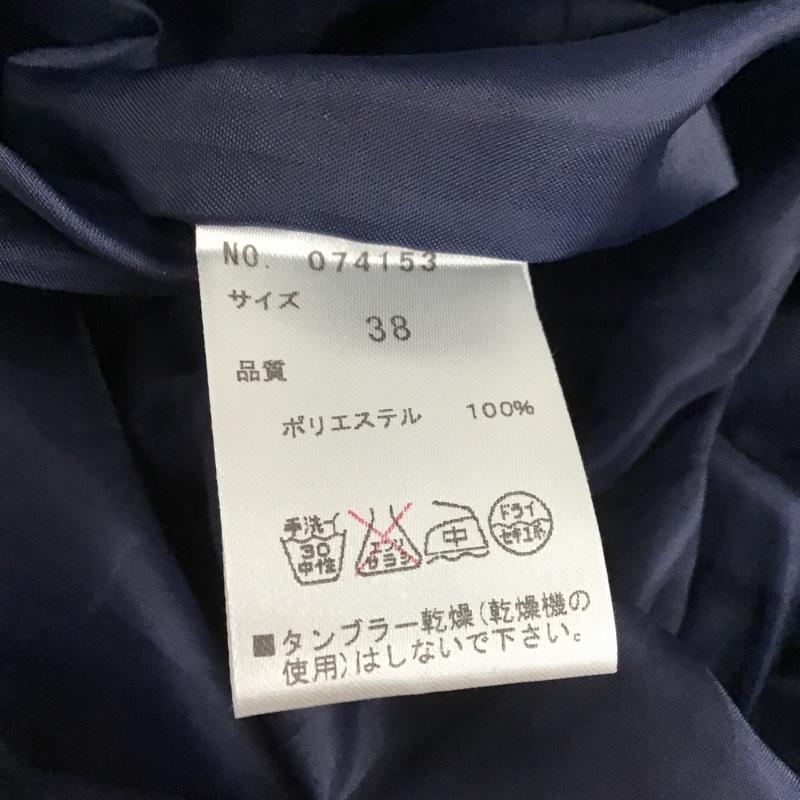 NO. 074153
サイズ
38
品質
ポリエステル 100%
手洗イ
30
中性
エンソ
サラシ
中
ドライ
セキユ系
■タンブラー乾燥(乾燥機の
使用)はしないで下さい。